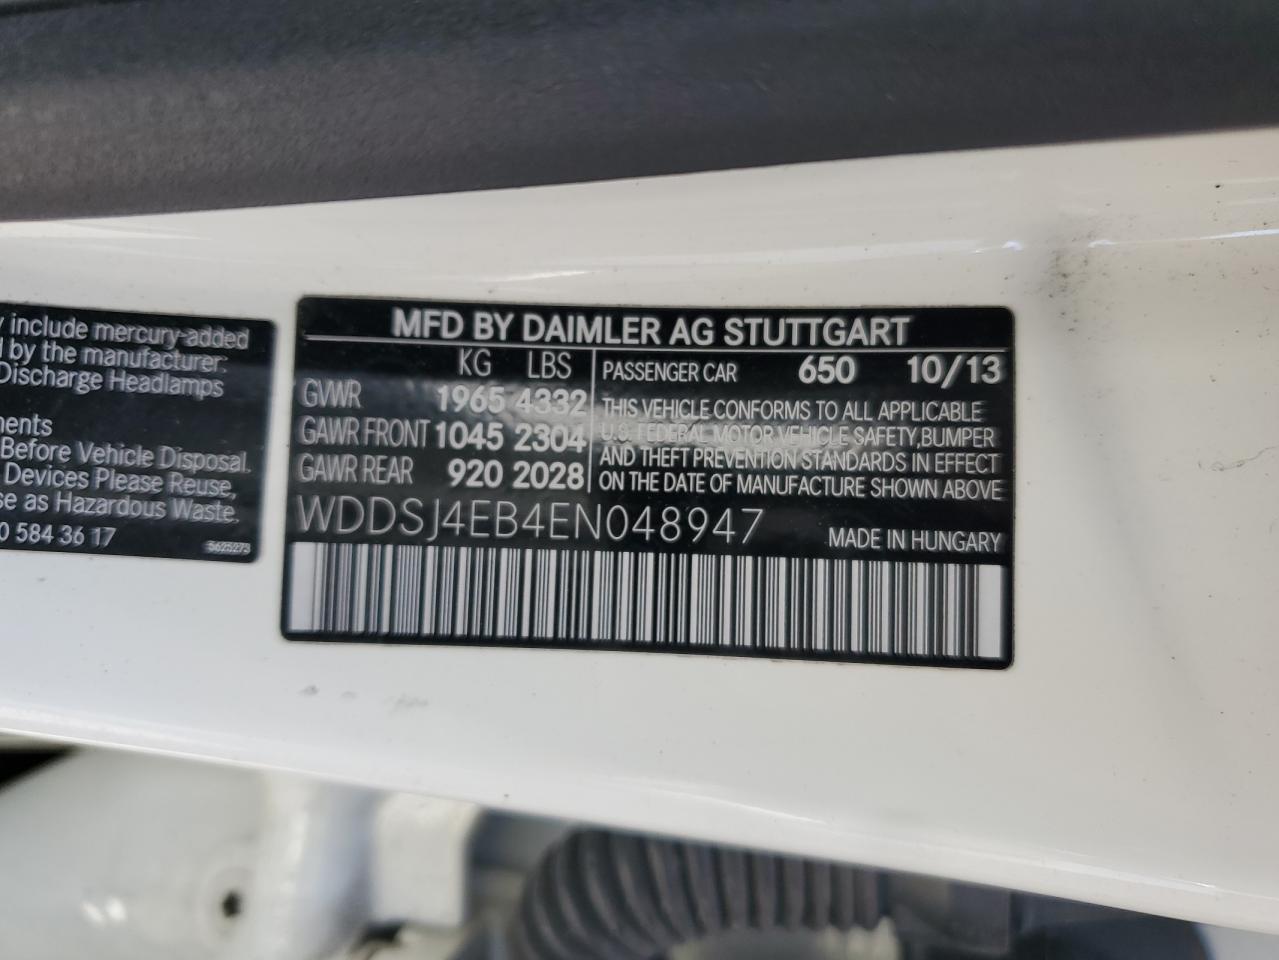 y include mercury-added
d by the manufacturer:
Discharge Headlamps
nents
Before Vehicle Disposal.
Devices Please Reuse,
se as Hazardous Waste.
0 584 36 17
5625273
MFD BY DAIMLER AG STUTTGART
KG LBS
GVWR 1965 4332
GAWR FRONT 1045 2304
GAWR REAR 920 2028
PASSENGER CAR 650 10/13
THIS VEHICLE CONFORMS TO ALL APPLICABLE
U.S. FEDERAL MOTOR VEHICLE SAFETY,BUMPER
AND THEFT PREVENTION STANDARDS IN EFFECT
ON THE DATE OF MANUFACTURE SHOWN ABOVE
WDDSJ4EB4EN048947 MADE IN HUNGARY